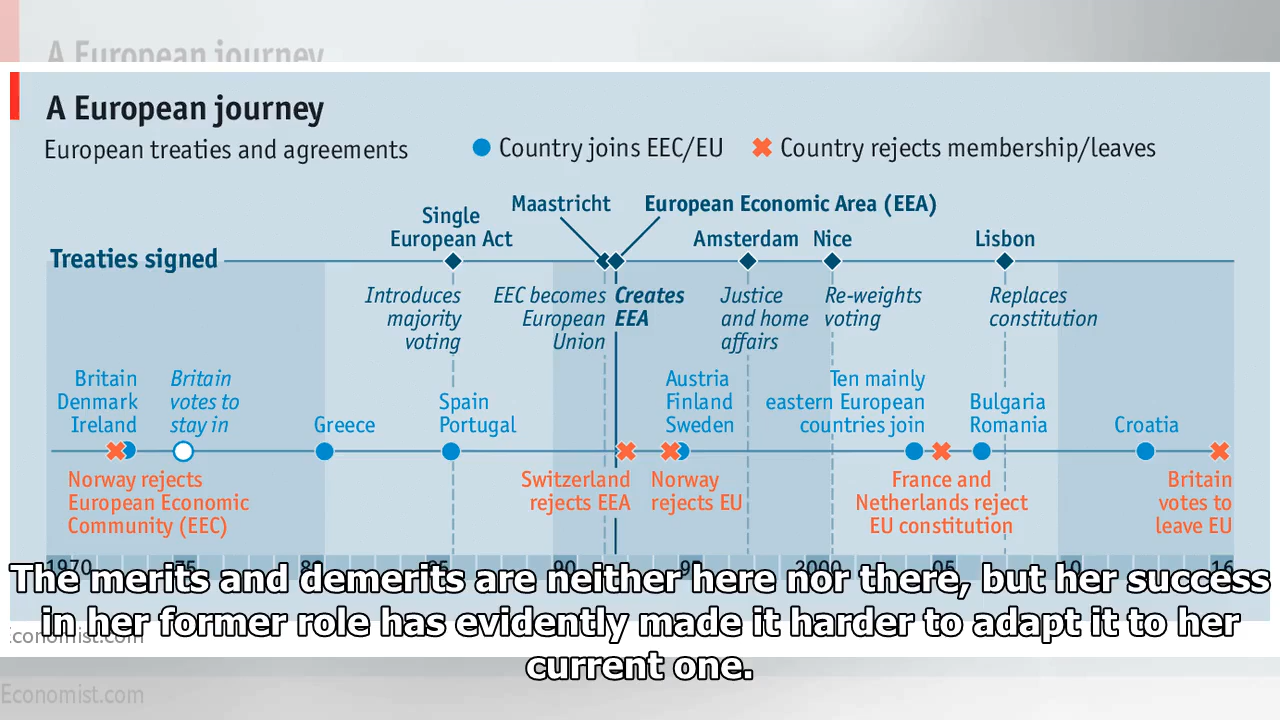 A European journey
A European journey
European treaties and agreements
Country joins EEC/EU
Country rejects membership/leaves
Maastricht
European Economic Area (EEA)
Single
European Act
Amsterdam
Nice
Lisbon
Treaties signed
Introduces
majority
voting
EEC becomes
European
Union
Creates
EEA
Justice
and home
affairs
Re-weights
voting
Replaces
constitution
Britain
Denmark
Ireland
Britain
votes to
stay in
Greece
Spain
Portugal
Austria
Finland
Sweden
Ten mainly
eastern European
countries join
Bulgaria
Romania
Croatia
Norway rejects
European Economic
Community (EEC)
Switzerland
rejects EEA
Norway
rejects EU
France and
Netherlands reject
EU constitution
Britain
votes to
leave EU
1970 75 90 2000 05 10 16
The merits and demerits are neither here nor there, but her success
in her former role has evidently made it harder to adapt it to her
current one.
Economist.com
Economist.com